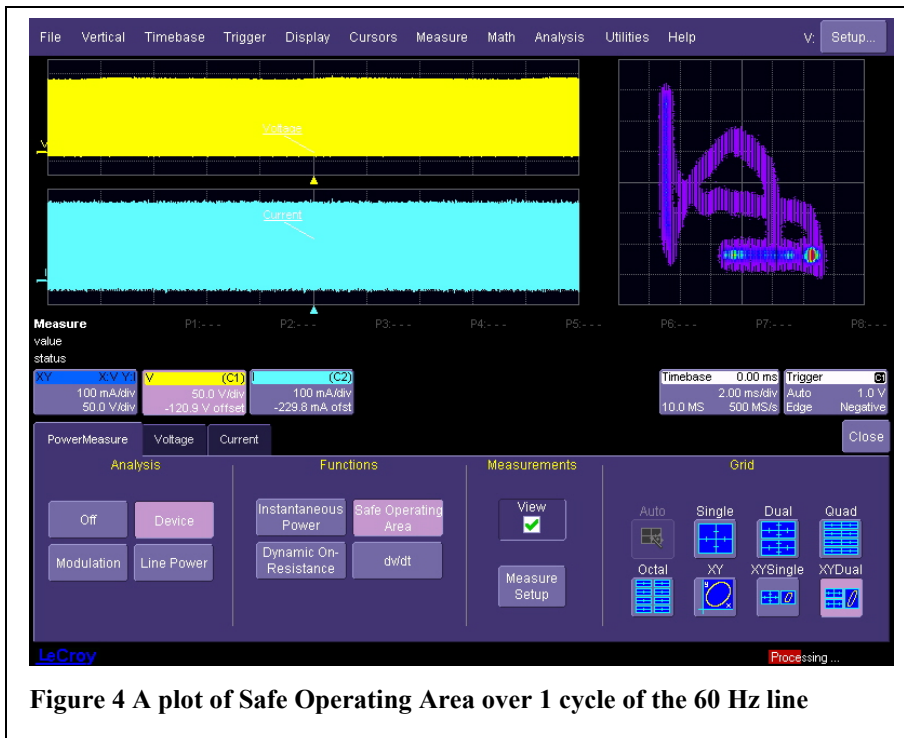 File Vertical Timebase Trigger Display Cursors Measure Math Analysis Utilities Help V: Setup...
V
Voltage
Current
I
Measure P1:- - - P2:- - - P3:- - - P4:- - - P5:- - - P6:- - - P7:- - - P8:- - -
value
status
XY X:V Y:I V (C1) I (C2) Timebase 0.00 ms Trigger C1
100 mA/div 50.0 V/div 100 mA/div 2.00 ms/div Auto 1.0 V
50.0 V/div -120.9 V offset -229.8 mA ofst 10.0 MS 500 MS/s Edge Negative
PowerMeasure Voltage Current Close
Analysis Functions Measurements Grid
Off Device Instantaneous Power Safe Operating Area View Auto Single Dual Quad
Modulation Line Power Dynamic On-Resistance dv/dt Measure Setup Octal XY XYSingle XYDual
LeCroy Processing ...
Figure 4 A plot of Safe Operating Area over 1 cycle of the 60 Hz line